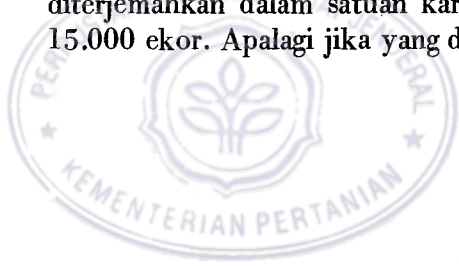 diterjemahkan dalam satuan kar
15.000 ekor. Apalagi jika yang d
KEMENTERIAN PERTANIAN